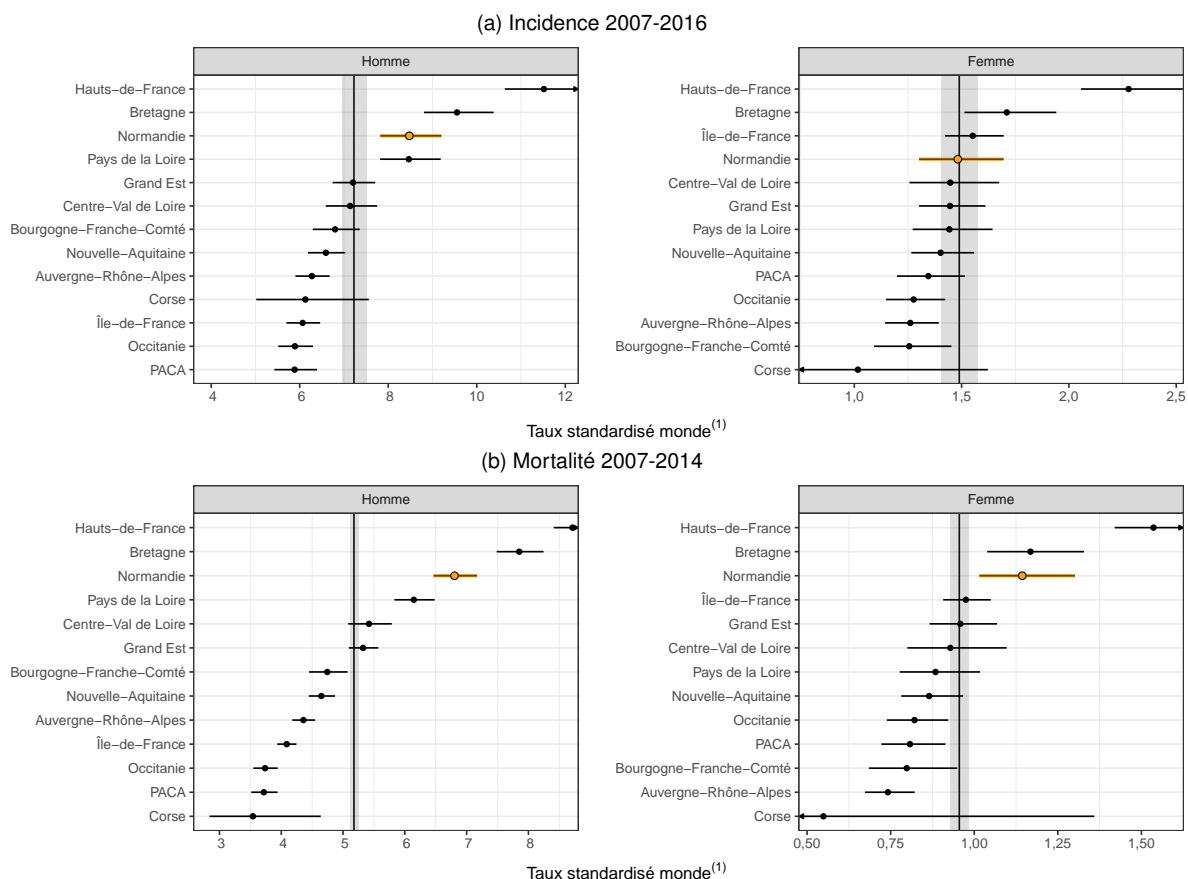 (a) Incidence 2007-2016
Homme
Hauts−de−France
Bretagne
Normandie
Pays de la Loire
Grand Est
Centre−Val de Loire
Bourgogne−Franche−Comté
Nouvelle−Aquitaine
Auvergne−Rhône−Alpes
Corse
Île−de−France
Occitanie
PACA
4 6 8 10 12
Femme
Hauts−de−France
Bretagne
Île−de−France
Normandie
Centre−Val de Loire
Grand Est
Pays de la Loire
Nouvelle−Aquitaine
PACA
Occitanie
Auvergne−Rhône−Alpes
Bourgogne−Franche−Comté
Corse
1,0 1,5 2,0 2,5
Taux standardisé monde(1)
(b) Mortalité 2007-2014
Homme
Hauts−de−France
Bretagne
Normandie
Pays de la Loire
Centre−Val de Loire
Grand Est
Bourgogne−Franche−Comté
Nouvelle−Aquitaine
Auvergne−Rhône−Alpes
Île−de−France
Occitanie
PACA
Corse
3 4 5 6 7 8
Femme
Hauts−de−France
Bretagne
Normandie
Île−de−France
Grand Est
Centre−Val de Loire
Pays de la Loire
Nouvelle−Aquitaine
Occitanie
PACA
Bourgogne−Franche−Comté
Auvergne−Rhône−Alpes
Corse
0,50 0,75 1,00 1,25 1,50
Taux standardisé monde(1)